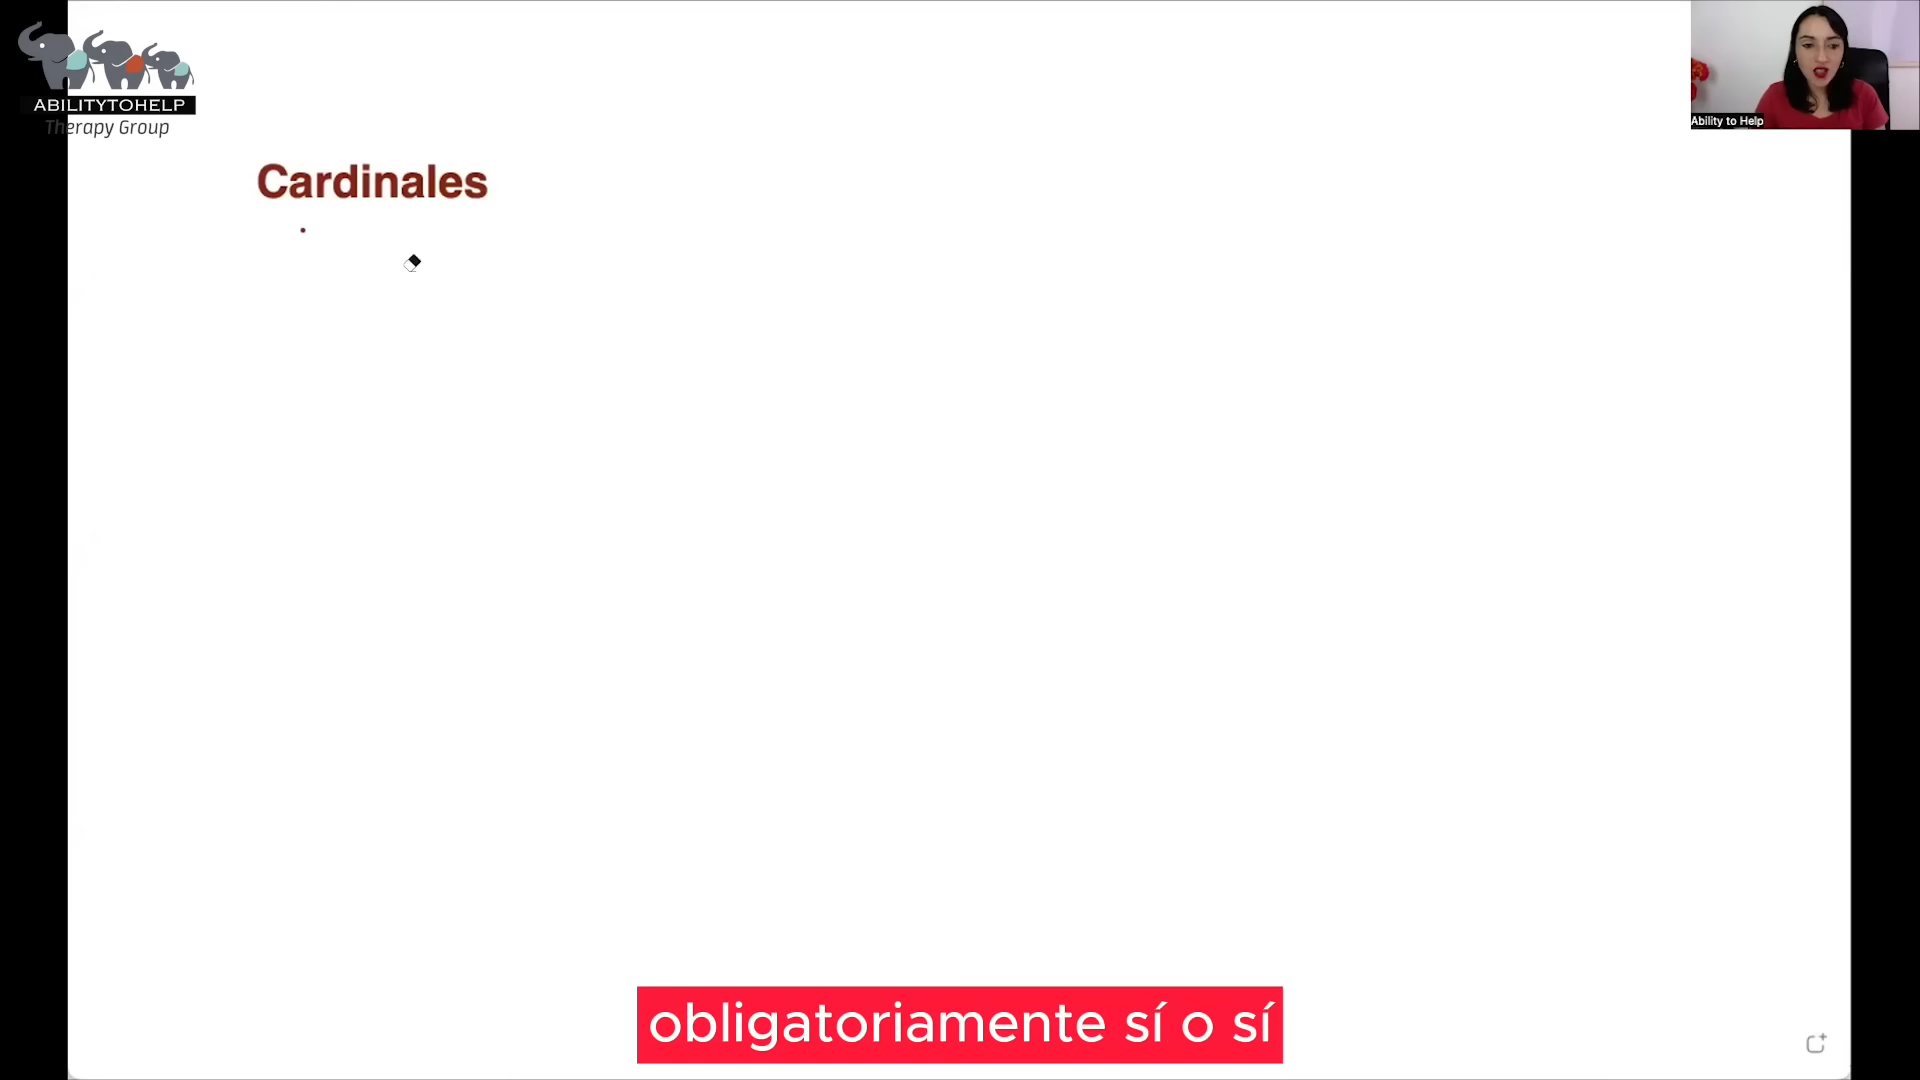 ABILITYTOHELP
Therapy Group
Ability to Help
Cardinales
obligatoriamente sí o sí